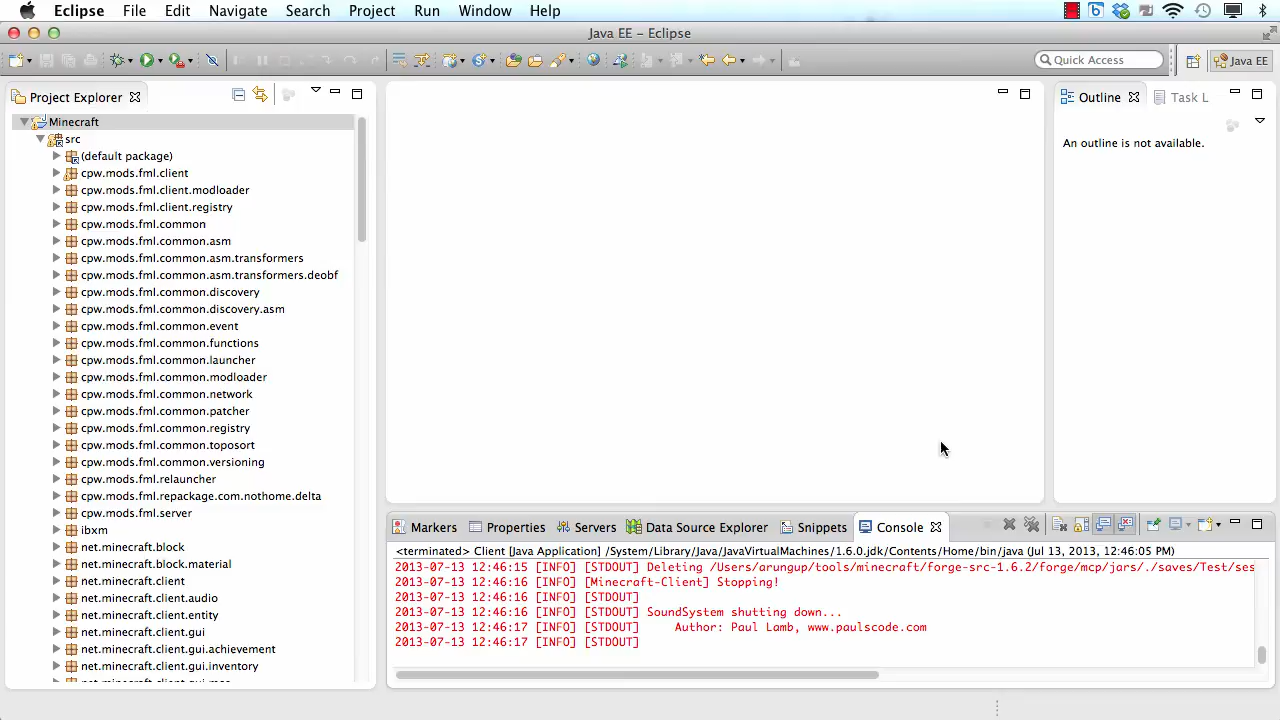 Eclipse File Edit Navigate Search Project Run Window Help
Java EE – Eclipse
Quick Access
Java EE
Project Explorer
Minecraft
src
(default package)
cpw.mods.fml.client
cpw.mods.fml.client.modloader
cpw.mods.fml.client.registry
cpw.mods.fml.common
cpw.mods.fml.common.asm
cpw.mods.fml.common.asm.transformers
cpw.mods.fml.common.asm.transformers.deobf
cpw.mods.fml.common.discovery
cpw.mods.fml.common.discovery.asm
cpw.mods.fml.common.event
cpw.mods.fml.common.functions
cpw.mods.fml.common.launcher
cpw.mods.fml.common.modloader
cpw.mods.fml.common.network
cpw.mods.fml.common.patcher
cpw.mods.fml.common.registry
cpw.mods.fml.common.toposort
cpw.mods.fml.common.versioning
cpw.mods.fml.relauncher
cpw.mods.fml.repackage.com.nothome.delta
cpw.mods.fml.server
ibxm
net.minecraft.block
net.minecraft.block.material
net.minecraft.client
net.minecraft.client.audio
net.minecraft.client.entity
net.minecraft.client.gui
net.minecraft.client.gui.achievement
net.minecraft.client.gui.inventory
Outline Task L
An outline is not available.
Markers Properties Servers Data Source Explorer Snippets Console
<terminated> Client [Java Application] /System/Library/Java/JavaVirtualMachines/1.6.0.jdk/Contents/Home/bin/java (Jul 13, 2013, 12:46:05 PM)
2013-07-13 12:46:15 [INFO] [STDOUT] Deleting /Users/arungup/tools/minecraft/forge-src-1.6.2/forge/mcp/jars/./saves/Test/ses
2013-07-13 12:46:16 [INFO] [Minecraft-Client] Stopping!
2013-07-13 12:46:16 [INFO] [STDOUT]
2013-07-13 12:46:16 [INFO] [STDOUT] SoundSystem shutting down...
2013-07-13 12:46:17 [INFO] [STDOUT] Author: Paul Lamb, www.paulscode.com
2013-07-13 12:46:17 [INFO] [STDOUT]